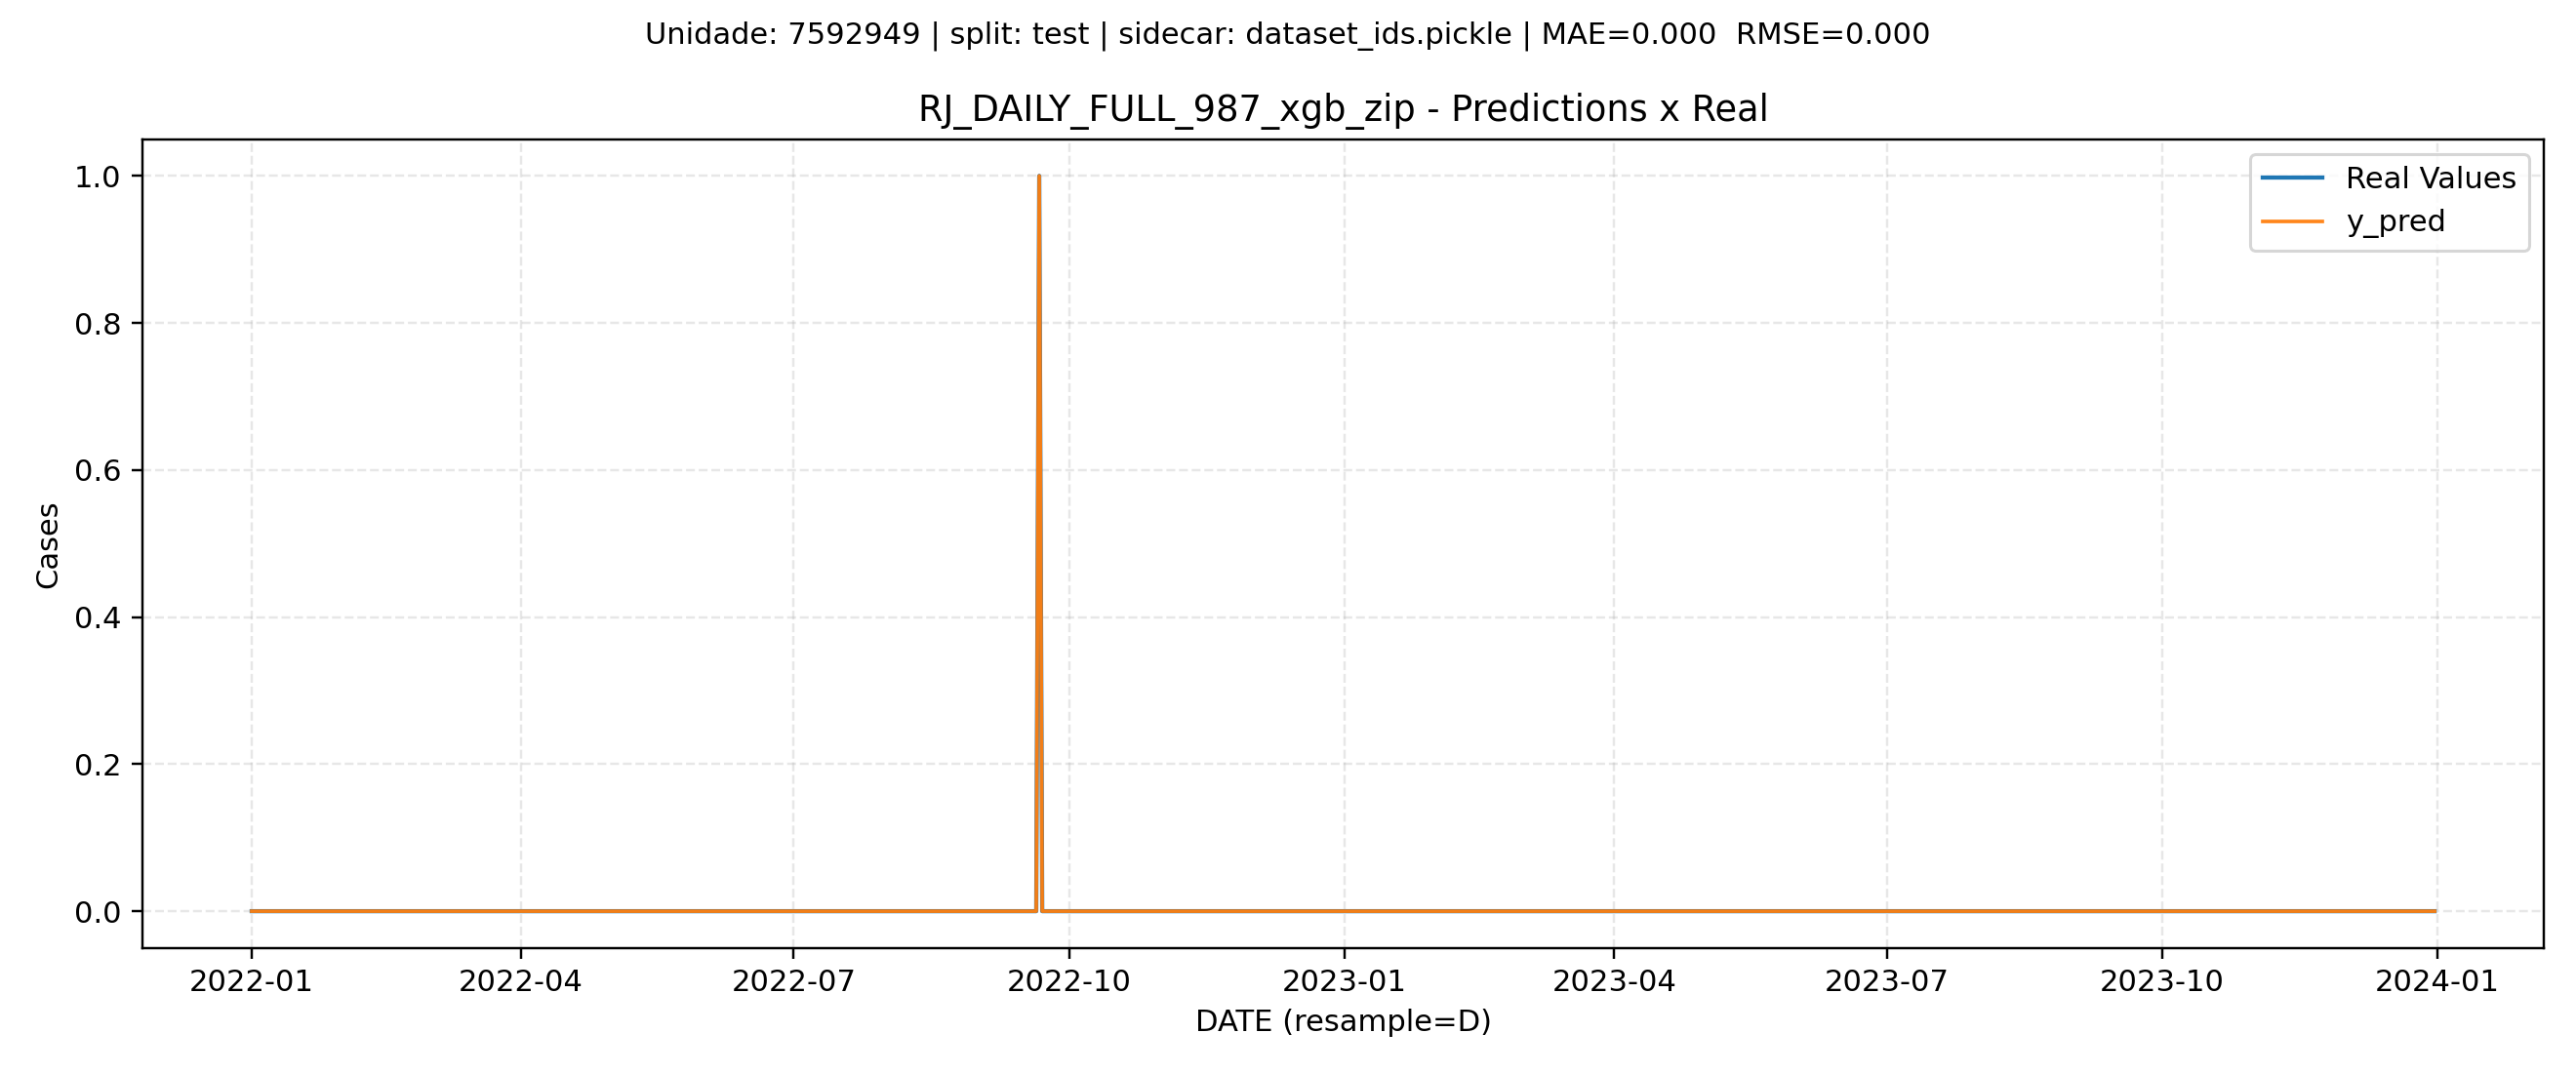 Unidade: 7592949 | split: test | sidecar: dataset_ids.pickle | MAE=0.000  RMSE=0.000
RJ_DAILY_FULL_987_xgb_zip - Predictions x Real
Real Values
y_pred
1.0
0.8
0.6
0.4
0.2
0.0
Cases
2022-01
2022-04
2022-07
2022-10
2023-01
2023-04
2023-07
2023-10
2024-01
DATE (resample=D)